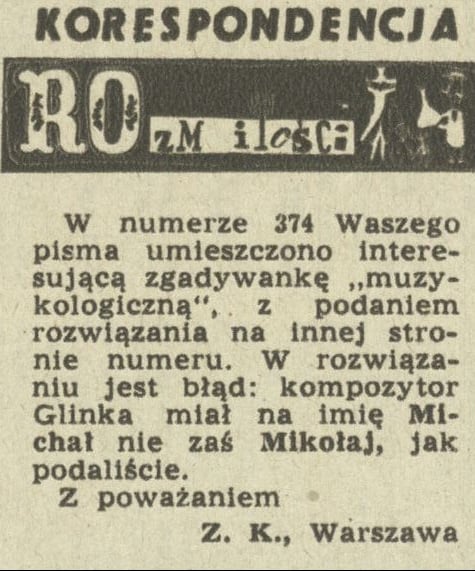 KORESPONDENCJA
ROzMaitości
W numerze 374 Waszego
pisma umieszczono intere-
sującą zgadywankę „muzy-
kologiczną", z podaniem
rozwiązania na innej stro-
nie numeru. W rozwiąza-
niu jest błąd: kompozytor
Glinka miał na imię Mi-
chał nie zaś Mikołaj, jak
podaliście.
Z poważaniem
Z. K., Warszawa